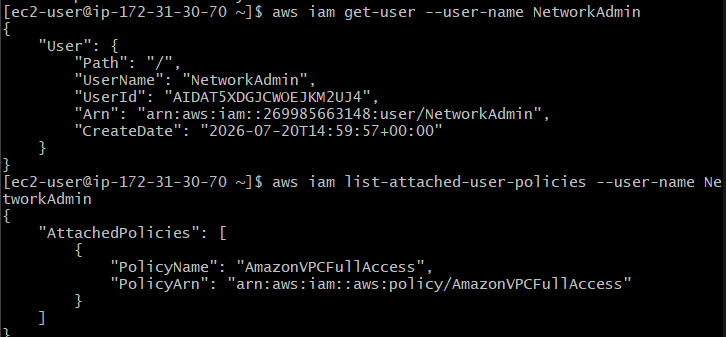 [ec2-user@ip-172-31-30-70 ~]$ aws iam get-user --user-name NetworkAdmin
{
    "User": {
        "Path": "/",
        "UserName": "NetworkAdmin",
        "UserId": "AIDAT5XDGJCWOEJKM2UJ4",
        "Arn": "arn:aws:iam::269985663148:user/NetworkAdmin",
        "CreateDate": "2026-07-20T14:59:57+00:00"
    }
}
[ec2-user@ip-172-31-30-70 ~]$ aws iam list-attached-user-policies --user-name Ne
tworkAdmin
{
    "AttachedPolicies": [
        {
            "PolicyName": "AmazonVPCFullAccess",
            "PolicyArn": "arn:aws:iam::aws:policy/AmazonVPCFullAccess"
        }
    ]
}